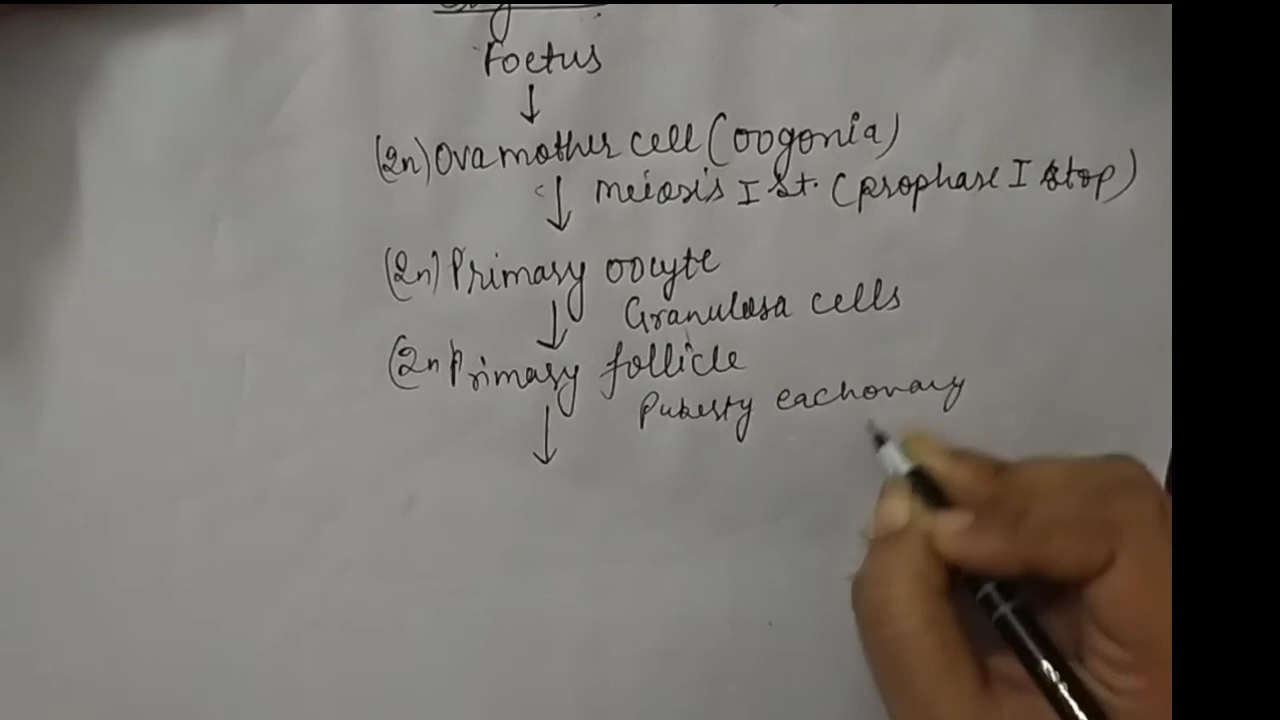 Foetus
(2n) Ova mother cell (oogonia)
Meiosis I st. (prophase I stop)
(2n) Primary oocyte
Granulosa cells
(2n Primary follicle
Puberty each ovary